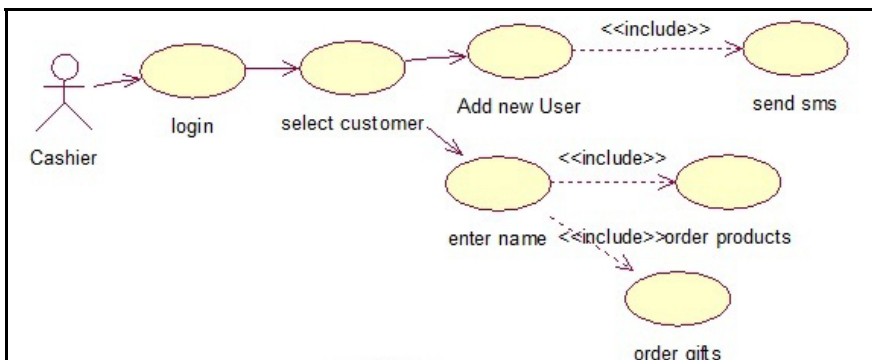 <<include>>
Add new User
send sms
login
select customer
Cashier
<<include>>
enter name
<<include>>
order products
order gifts